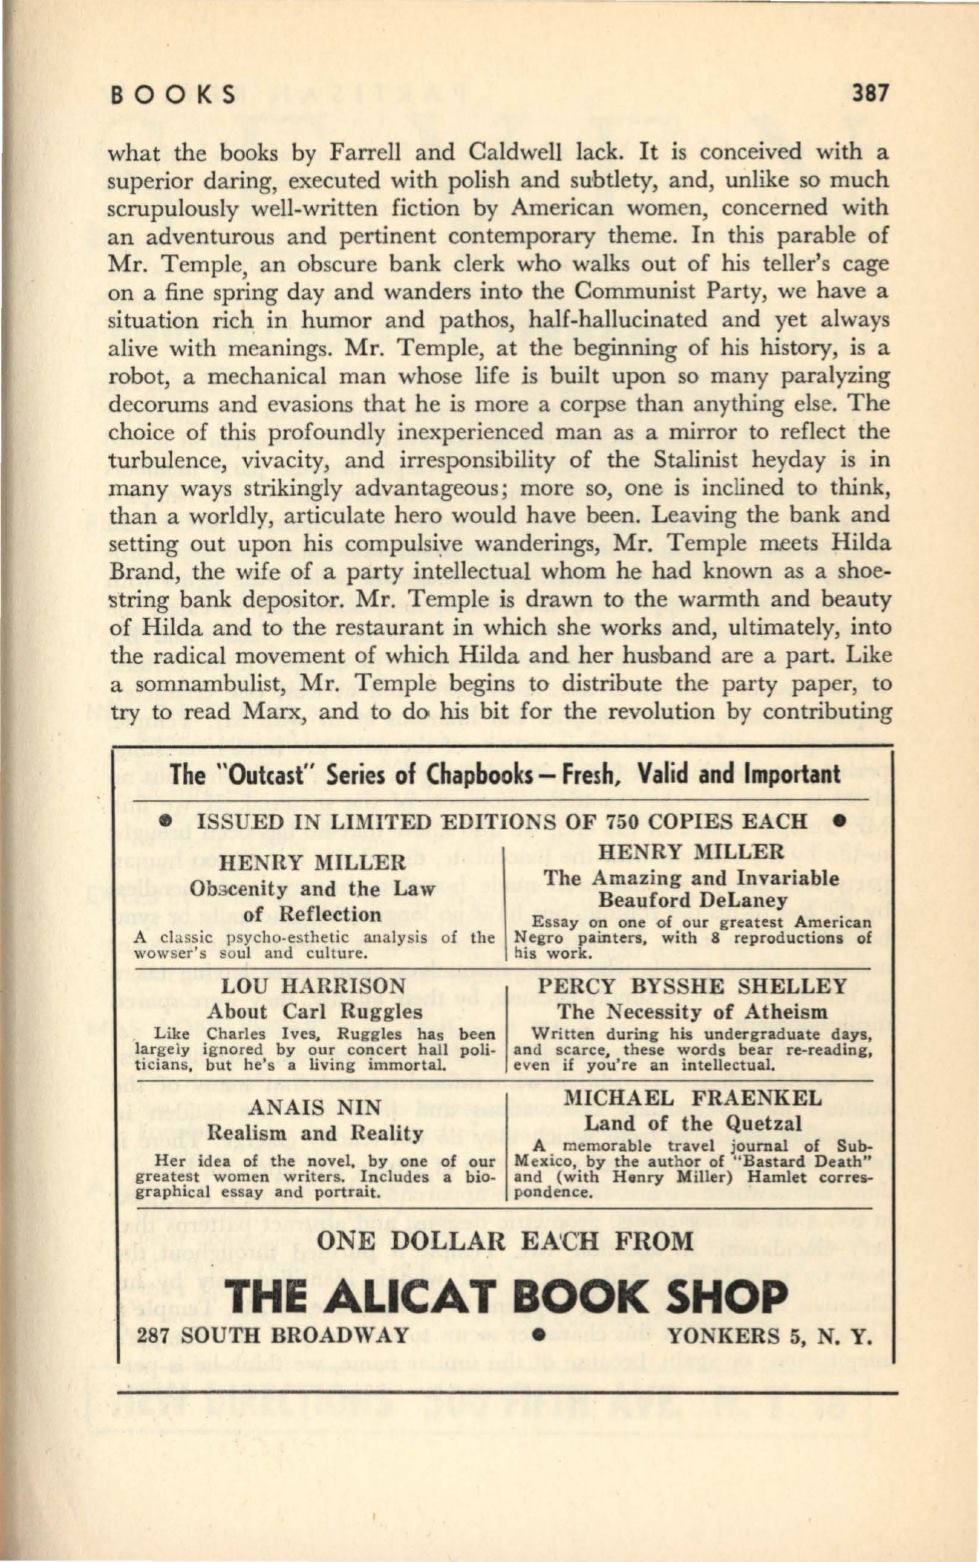 BOOKS 387
what the books by Farrell and Caldwell lack. It is conceived with a
superior daring, executed with polish and subtlety, and, unlike so much
scrupulously well-written fiction by American women, concerned with
an adventurous and pertinent contemporary theme. In this parable of
Mr. Temple, an obscure bank clerk who walks out of his teller's cage
on a fine spring day and wanders into the Communist Party, we have a
situation rich in humor and pathos, half-hallucinated and yet always
alive with meanings. Mr. Temple, at the beginning of his history, is a
robot, a mechanical man whose life is built upon so many paralyzing
decorums and evasions that he is more a corpse than anything else. The
choice of this profoundly inexperienced man as a mirror to reflect the
turbulence, vivacity, and irresponsibility of the Stalinist heyday is in
many ways strikingly advantageous; more so, one is inclined to think,
than a worldly, articulate hero would have been. Leaving the bank and
setting out upon his compulsive wanderings, Mr. Temple meets Hilda
Brand, the wife of a party intellectual whom he had known as a shoe-
string bank depositor. Mr. Temple is drawn to the warmth and beauty
of Hilda and to the restaurant in which she works and, ultimately, into
the radical movement of which Hilda and her husband are a part. Like
a somnambulist, Mr. Temple begins to distribute the party paper, to
try to read Marx, and to do his bit for the revolution by contributing
The "Outcast" Series of Chapbooks — Fresh, Valid and Important
• ISSUED IN LIMITED EDITIONS OF 750 COPIES EACH •
HENRY MILLER
Obscenity and the Law
of Reflection
A classic psycho-esthetic analysis of the
wowser's soul and culture.
HENRY MILLER
The Amazing and Invariable
Beauford DeLaney
Essay on one of our greatest American
Negro painters, with 8 reproductions of
his work.
LOU HARRISON
About Carl Ruggles
Like Charles Ives, Ruggles has been
largely ignored by our concert hall poli-
ticians, but he's a living immortal.
PERCY BYSSHE SHELLEY
The Necessity of Atheism
Written during his undergraduate days,
and scarce, these words bear re-reading,
even if you're an intellectual.
ANAIS NIN
Realism and Reality
Her idea of the novel, by one of our
greatest women writers. Includes a bio-
graphical essay and portrait.
MICHAEL FRAENKEL
Land of the Quetzal
A memorable travel journal of Sub-
Mexico, by the author of "Bastard Death"
and (with Henry Miller) Hamlet corres-
pondence.
ONE DOLLAR EACH FROM
THE ALICAT BOOK SHOP
287 SOUTH BROADWAY • YONKERS 5, N. Y.